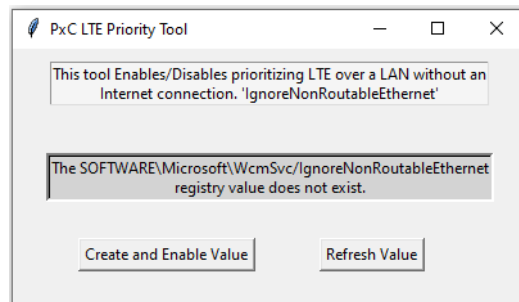 PxC LTE Priority Tool
This tool Enables/Disables prioritizing LTE over a LAN without an
Internet connection. 'IgnoreNonRoutableEthernet'
The SOFTWARE\Microsoft\WcmSvc/IgnoreNonRoutableEthernet
registry value does not exist.
Create and Enable Value
Refresh Value